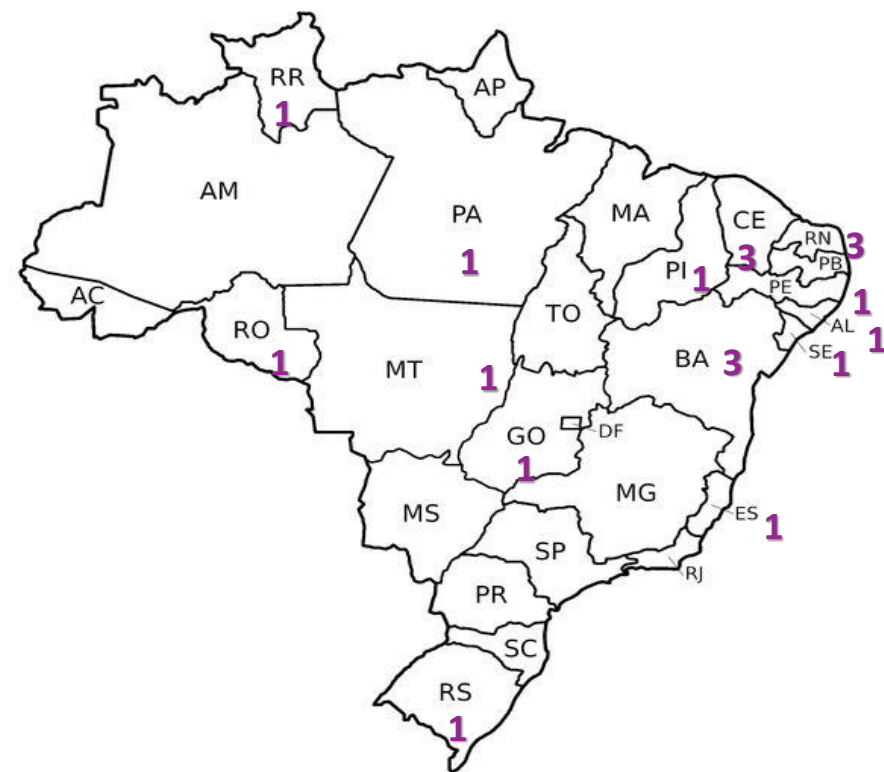 RR
1
AP
AM
PA
1
MA
CE
3
RN
3
PB
PI
1
PE
1
AC
TO
AL
1
RO
1
SE
1
MT
1
BA
3
GO
1
DF
MG
MS
ES
1
SP
RJ
PR
SC
RS
1